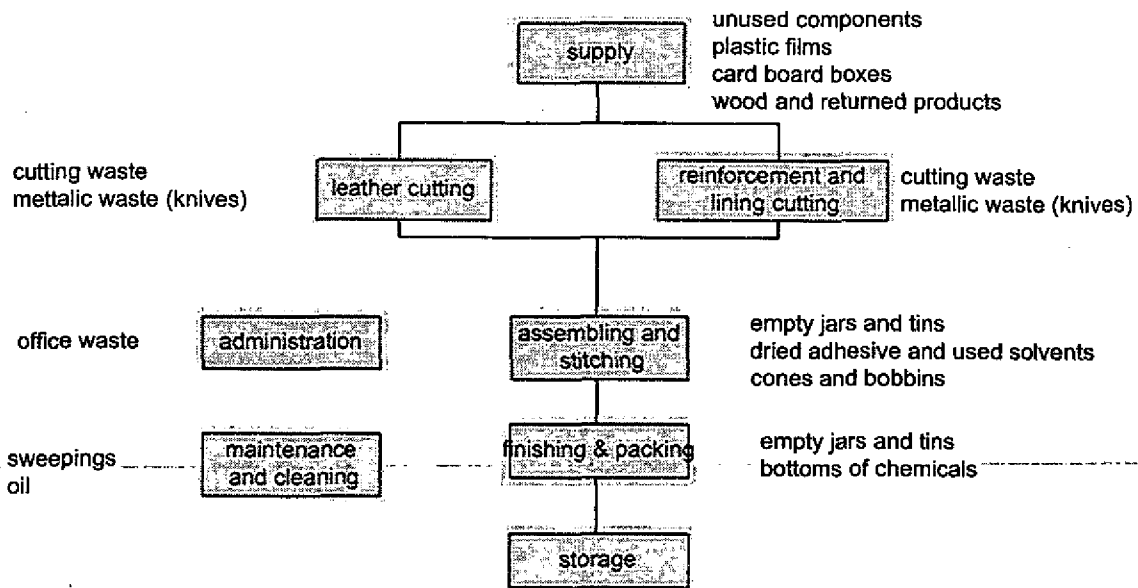 supply
unused components
plastic films
card board boxes
wood and returned products
cutting waste
mettalic waste (knives)
leather cutting
reinforcement and
lining cutting
cutting waste
metallic waste (knives)
office waste
administration
assembling and
stitching
empty jars and tins
dried adhesive and used solvents
cones and bobbins
sweepings
oil
maintenance
and cleaning
finishing & packing
empty jars and tins
bottoms of chemicals
storage